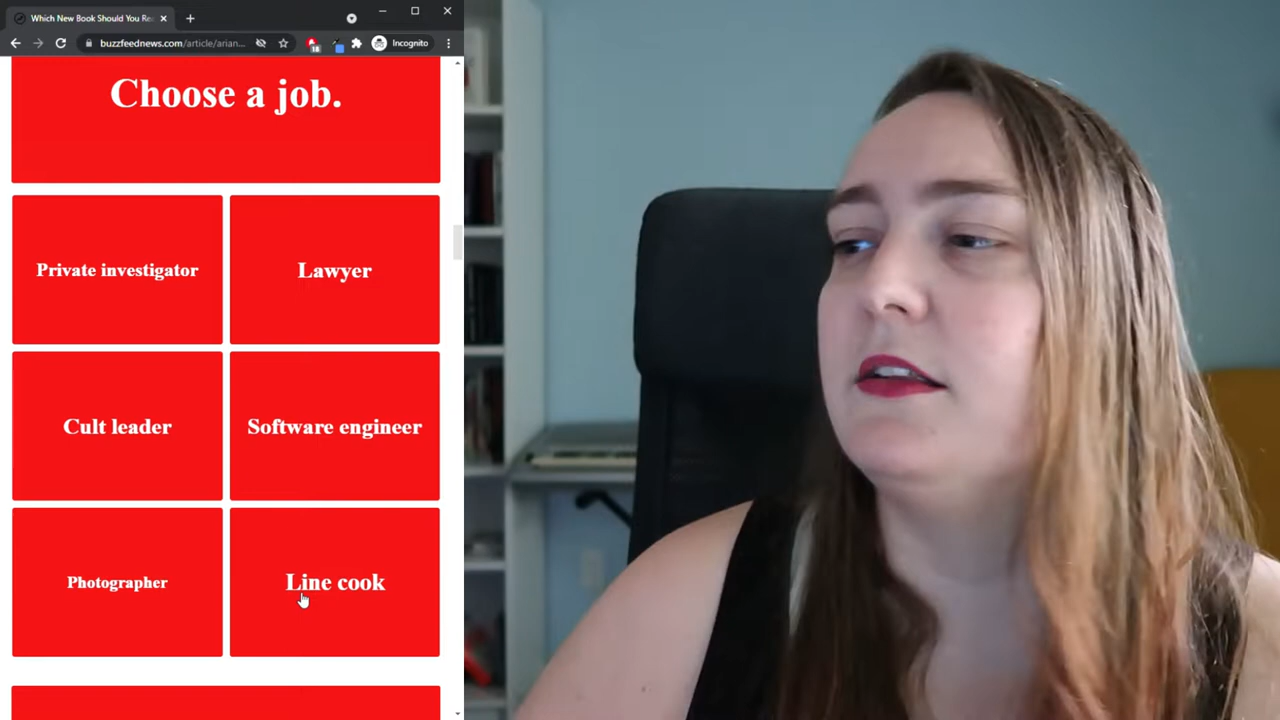 Which New Book Should You Re
buzzfeednews.com/article/arian...
18
Incognito
Choose a job.
Private investigator
Lawyer
Cult leader
Software engineer
Photographer
Line cook